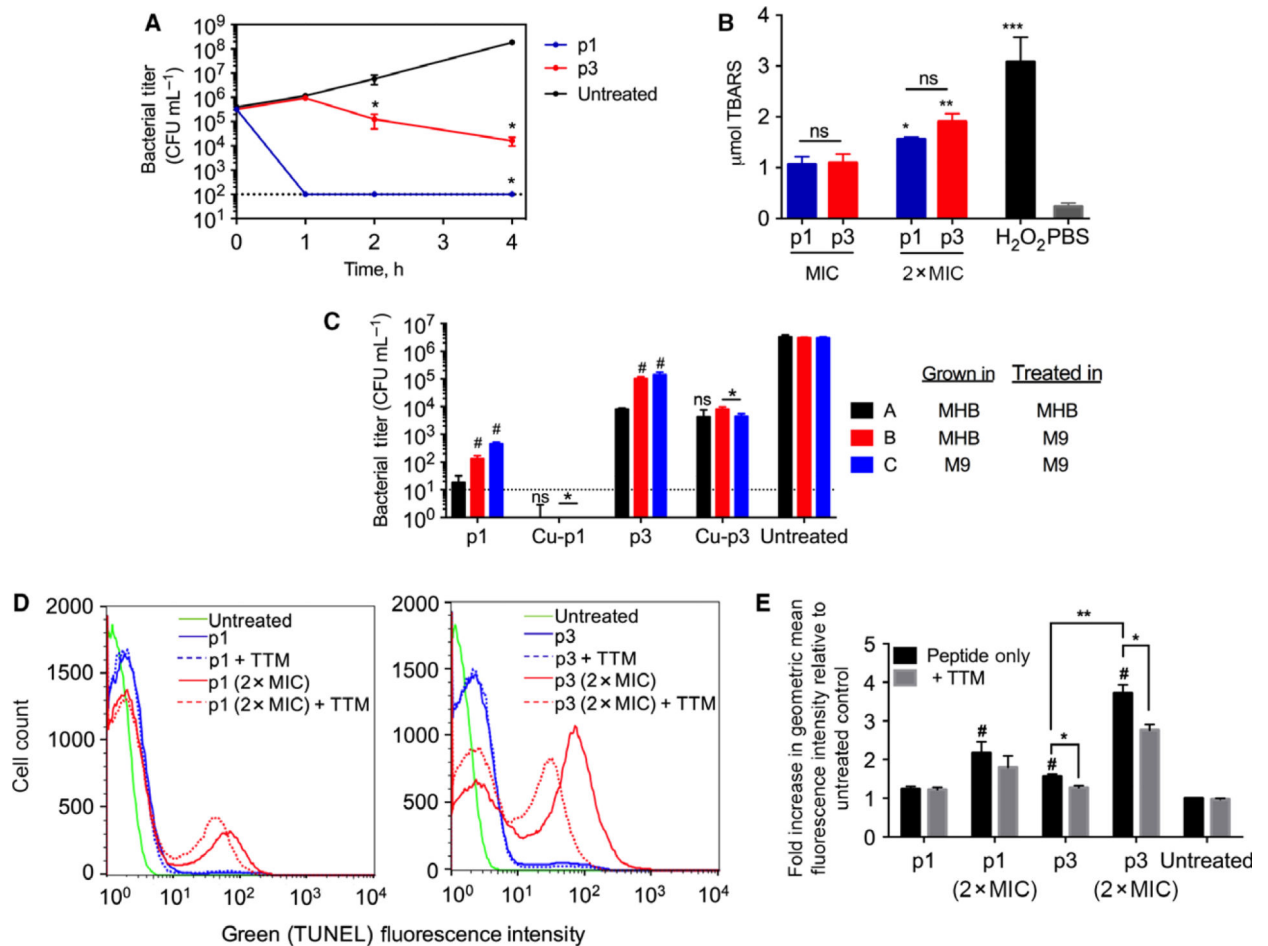 A
Bacterial titer
(CFU mL⁻¹)
10⁹
10⁸
10⁷
10⁶
10⁵
10⁴
10³
10²
10¹
0 1 2 3 4
Time, h
* * *
p1
p3
Untreated
B
μmol TBARS
4
3
2
1
0
ns
ns
*
**
***
p1 p3 p1 p3 H₂O₂ PBS
MIC 2×MIC
C
Bacterial titer (CFU mL⁻¹)
10⁷
10⁶
10⁵
10⁴
10³
10²
10¹
10⁰
# # ns * # # ns *
p1 Cu-p1 p3 Cu-p3 Untreated
Grown in Treated in
A MHB MHB
B MHB M9
C M9 M9
D
Cell count
2000
1500
1000
500
0
10⁰ 10¹ 10² 10³ 10⁴
Untreated
p1
p1 + TTM
p1 (2×MIC)
p1 (2×MIC) + TTM
2000
1500
1000
500
0
10⁰ 10¹ 10² 10³ 10⁴
Untreated
p3
p3 + TTM
p3 (2×MIC)
p3 (2×MIC) + TTM
Green (TUNEL) fluorescence intensity
E
Fold increase in geometric mean
fluorescence intensity relative to
untreated control
5
4
3
2
1
0
Peptide only
+ TTM
**
*
#
#
*
#
p1 p1 p3 p3 Untreated
(2×MIC) (2×MIC)